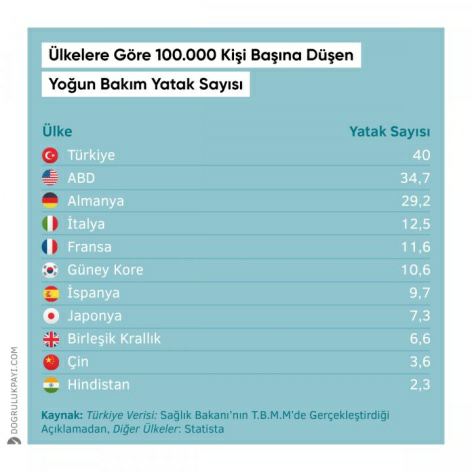 Ülkelere Göre 100.000 Kişi Başına Düşen
Yoğun Bakım Yatak Sayısı
Ülke Yatak Sayısı
Türkiye 40
ABD 34,7
Almanya 29,2
İtalya 12,5
Fransa 11,6
Güney Kore 10,6
İspanya 9,7
Japonya 7,3
Birleşik Krallık 6,6
Çin 3,6
Hindistan 2,3
Kaynak: Türkiye Verisi: Sağlık Bakanı'nın T.B.M.M'de Gerçekleştirdiği
Açıklamadan, Diğer Ülkeler: Statista
DOGRULUKPAYI.COM